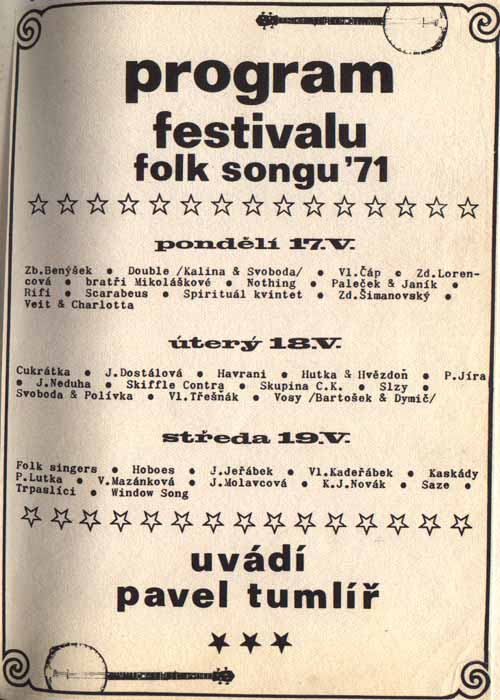 program
festivalu
folk songu '71
pondělí 17.V.
Zb.Benýšek ● Double /Kalina & Svoboda/ ● Vl.Čáp ● Zd.Loren-
cová ● bratři Mikoláškové ● Nothing ● Paleček & Janík ●
Rifi ● Scarabeus ● Spirituál kvintet ● Zd.Šimanovský ●
Veit & Charlotta
úterý 18.V.
Cukrátka ● J.Dostálová ● Havrani ● Hutka & Hvězdoň ● P.Jíra
● J.Neduha ● Skiffle Contra ● Skupina C.K. ● Slzy ●
Svoboda & Polívka ● Vl.Třešňák ● Vosy /Bartošek & Dymič/
středa 19.V.
Folk singers ● Hoboes ● J.Jeřábek ● Vl.Kadeřábek ● Kaskády
P.Lutka ● V.Mazánková ● J.Molavcová ● K.J.Novák ● Saze ●
Trpaslíci ● Window Song
uvádí
pavel tumlíř